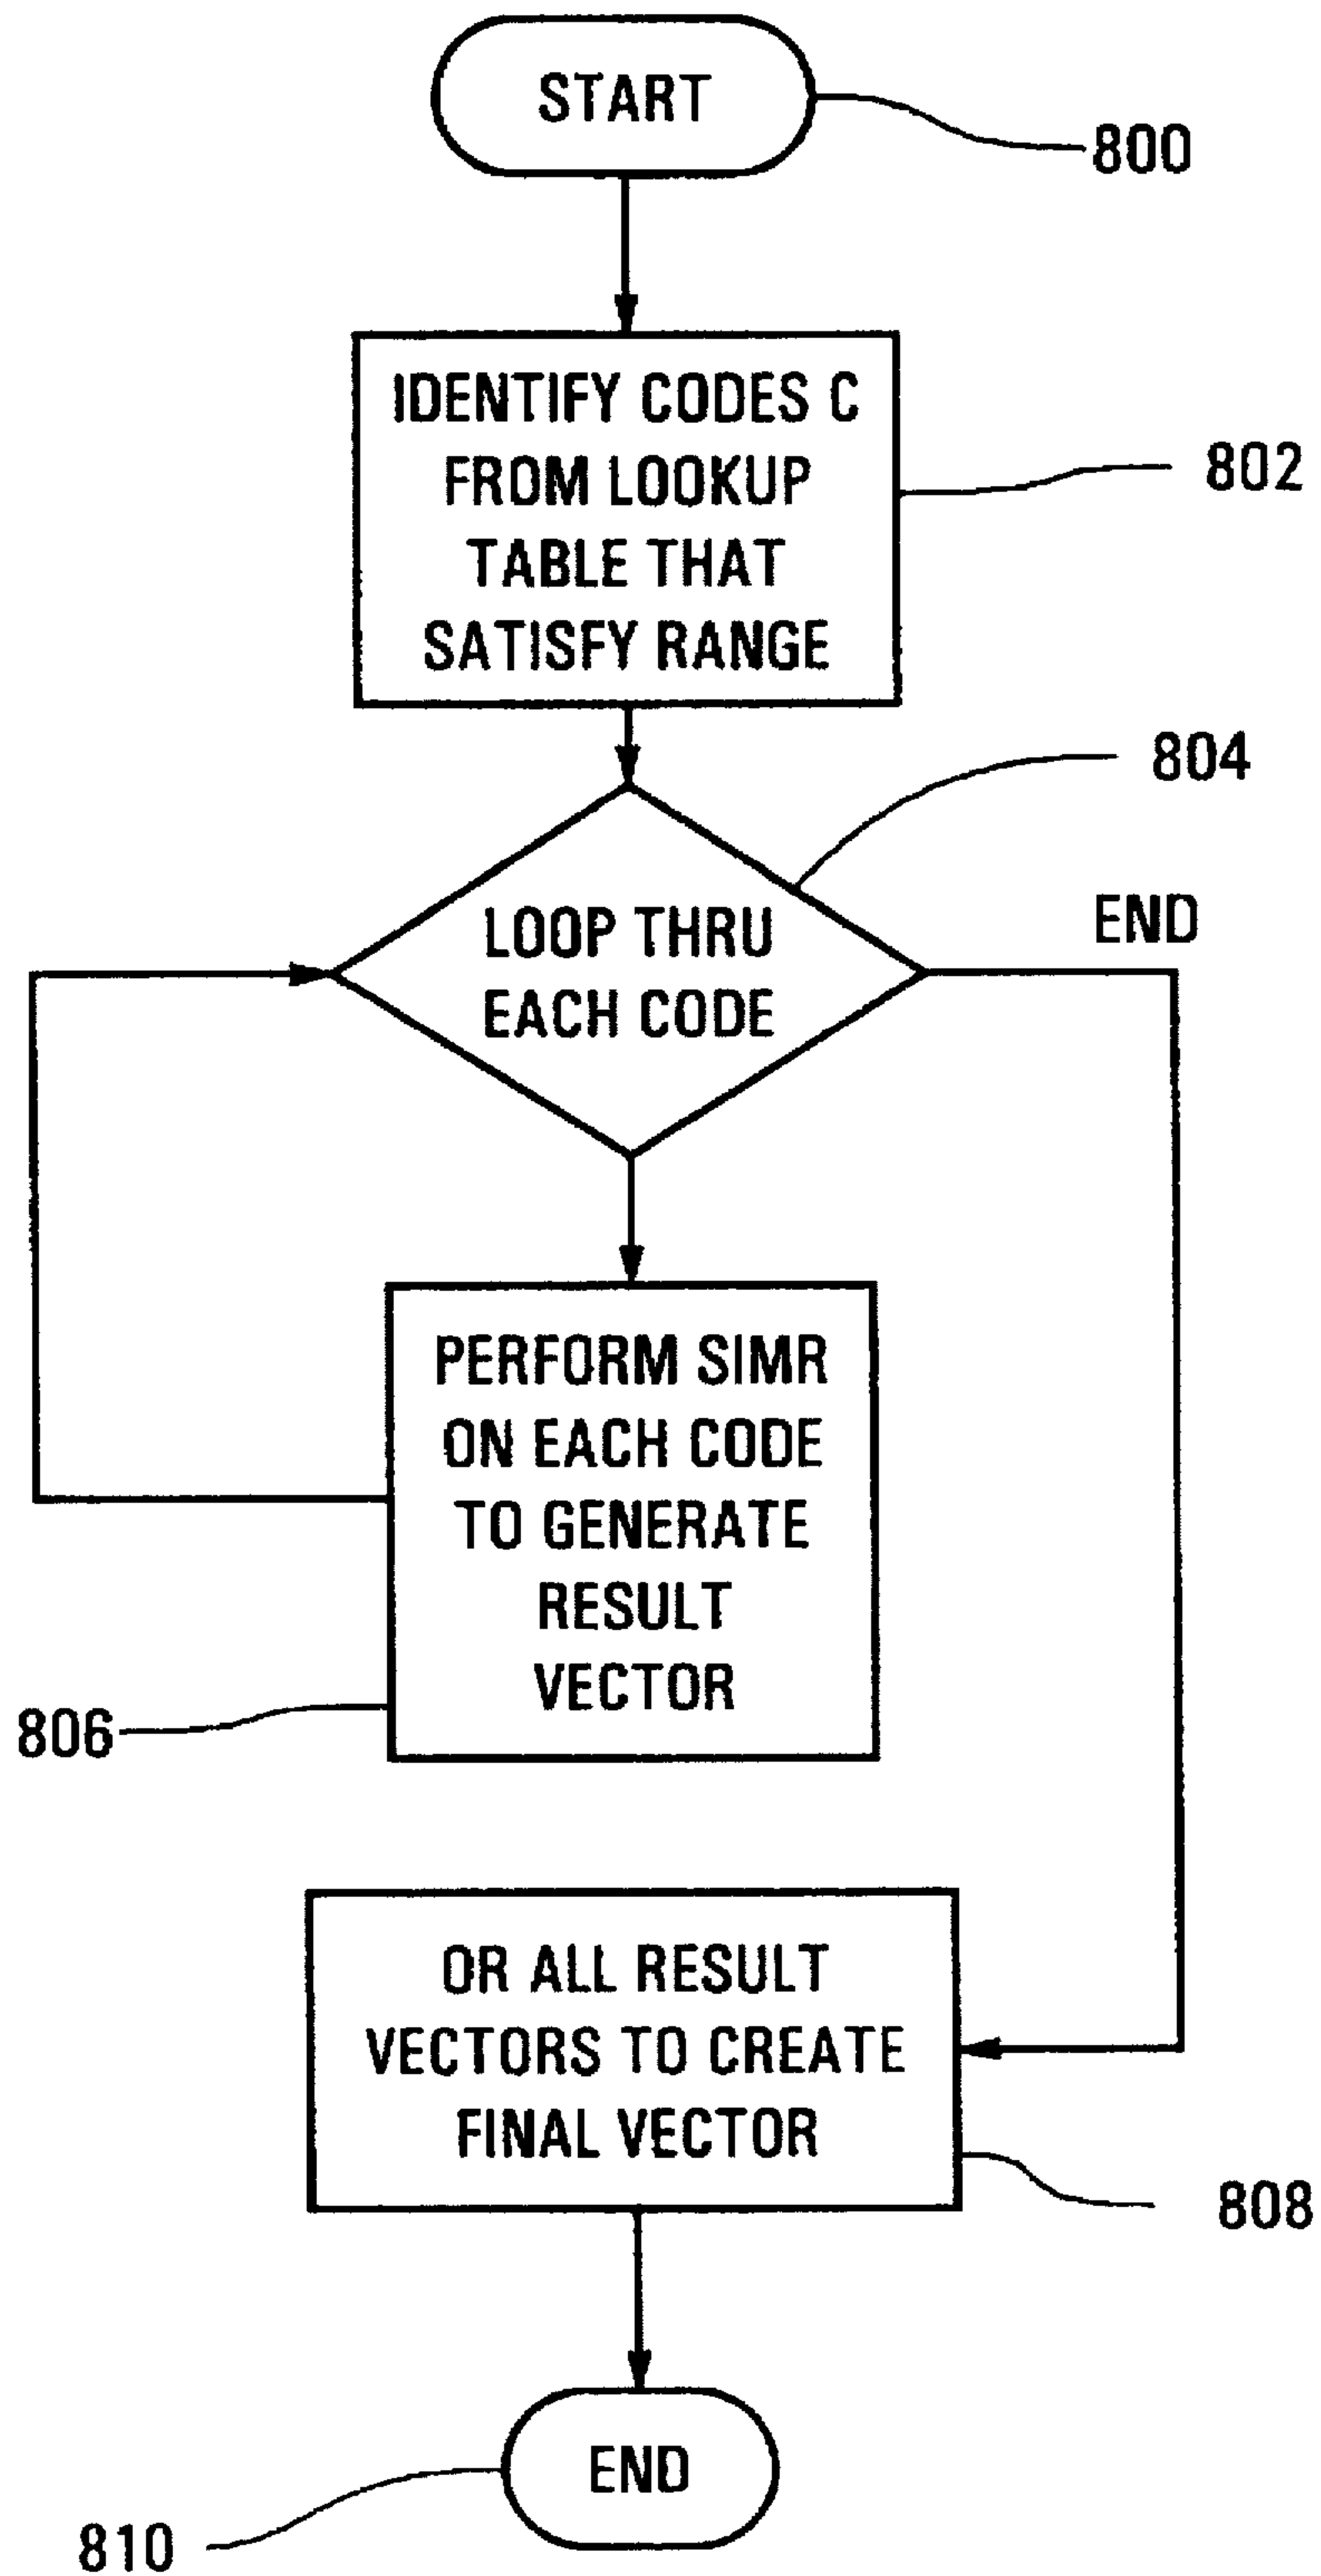 START
800
IDENTIFY CODES C
FROM LOOKUP
TABLE THAT
SATISFY RANGE
802
804
LOOP THRU
EACH CODE
END
PERFORM SIMR
ON EACH CODE
TO GENERATE
RESULT
VECTOR
806
OR ALL RESULT
VECTORS TO CREATE
FINAL VECTOR
808
END
810